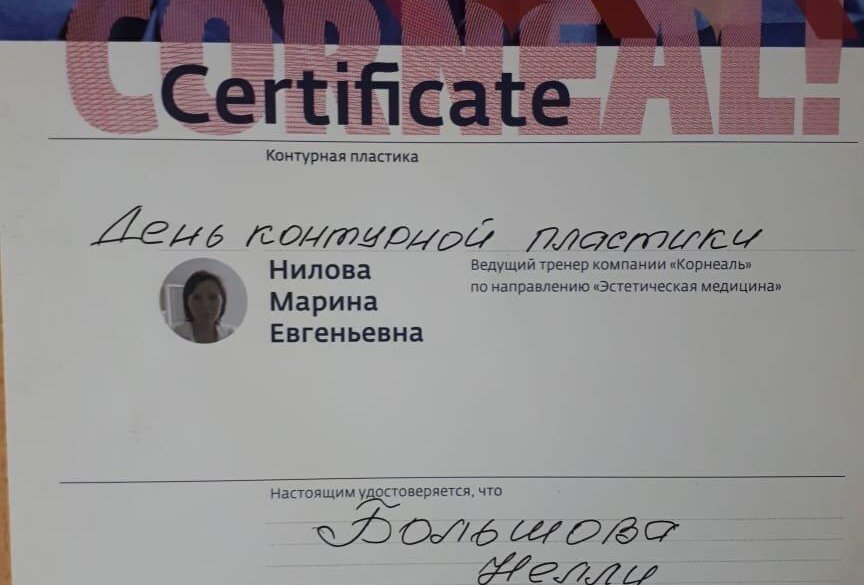 CORNEAL!
Certificate
Контурная пластика
День контурной пластики
Нилова
Марина
Евгеньевна
Ведущий тренер компании «Корнеаль»
по направлению «Эстетическая медицина»
Настоящим удостоверяется, что
Большова
Нелли